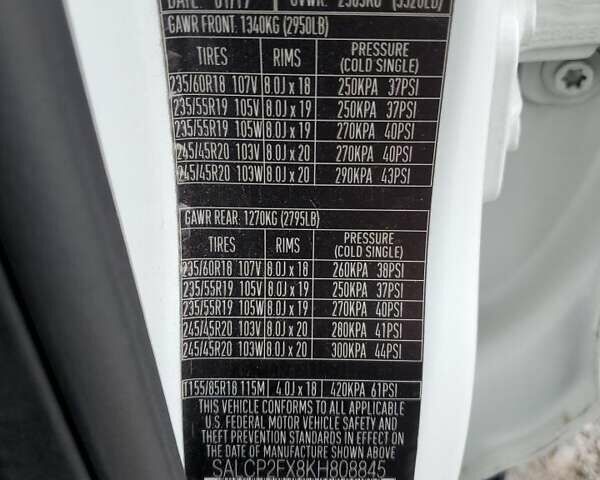 DATE 01/17 GVWR
GAWR FRONT: 1340KG (2950LB)
TIRES RIMS PRESSURE (COLD SINGLE)
235/60R18 107V 8.0J x 18 250KPA 37PSI
235/55R19 105V 8.0J x 19 250KPA 37PSI
235/55R19 105W 8.0J x 19 270KPA 40PSI
245/45R20 103V 8.0J x 20 270KPA 40PSI
245/45R20 103W 8.0J x 20 290KPA 43PSI
GAWR REAR: 1270KG (2795LB)
TIRES RIMS PRESSURE (COLD SINGLE)
235/60R18 107V 8.0J x 18 260KPA 38PSI
235/55R19 105V 8.0J x 19 250KPA 37PSI
235/55R19 105W 8.0J x 19 270KPA 40PSI
245/45R20 103V 8.0J x 20 280KPA 41PSI
245/45R20 103W 8.0J x 20 300KPA 44PSI
T155/85R18 115M 4.0J x 18 420KPA 61PSI
THIS VEHICLE CONFORMS TO ALL APPLICABLE
U.S. FEDERAL MOTOR VEHICLE SAFETY AND
BUMPER STANDARDS IN EFFECT ON THE DATE
OF MANUFACTURE SHOWN ABOVE
SALCP2FX8KH808845